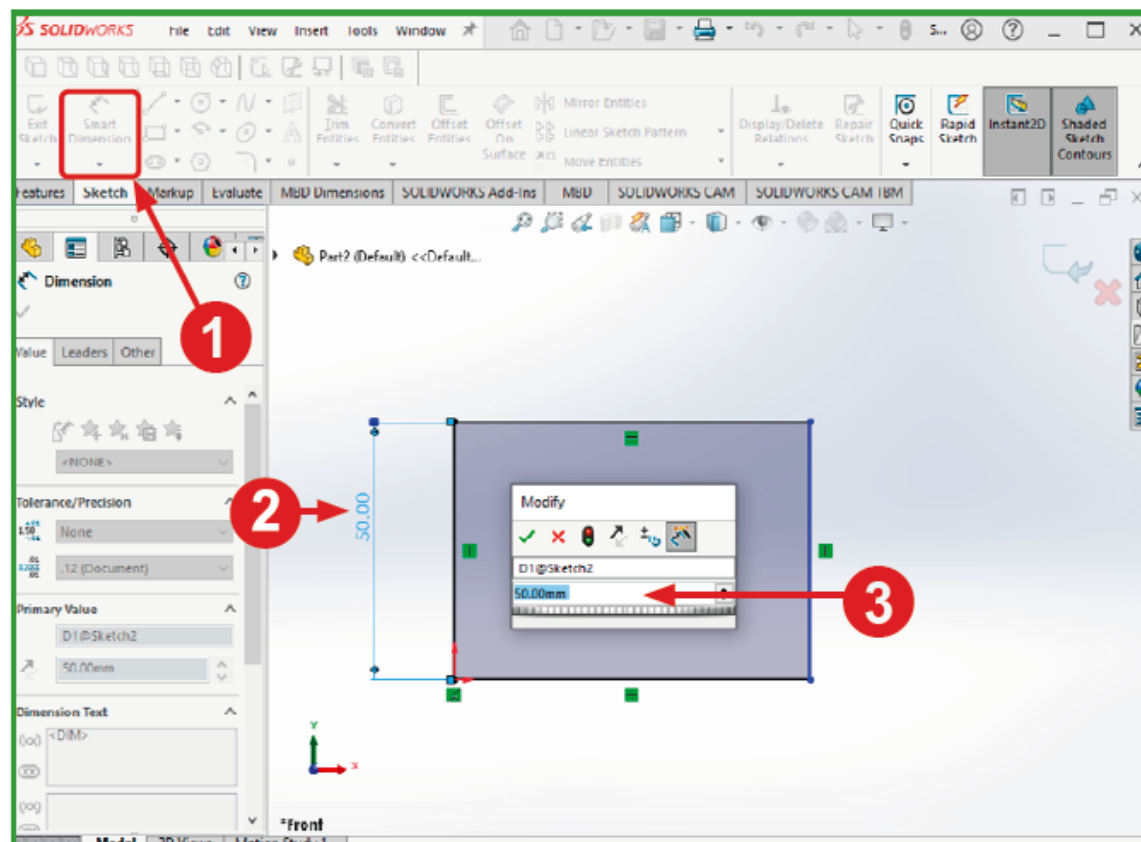 SOLIDWORKS File Edit View Insert Tools Window S...
Exit Sketch
Smart Dimension
Trim Entities
Convert Entities
Offset Entities
Offset On Surface
Mirror Entities
Linear Sketch Pattern
Move Entities
Display/Delete Relations
Repair Sketch
Quick Snaps
Rapid Sketch
Instant2D
Shaded Sketch Contours
Features Sketch Markup Evaluate MBD Dimensions SOLIDWORKS Add-Ins MBD SOLIDWORKS CAM SOLIDWORKS CAM TBM
Part2 (Default) <<Default...
Dimension
1
Value Leaders Other
Style
<NONE>
Tolerance/Precision
None
.12 (Document)
Primary Value
D1@Sketch2
50.00mm
Dimension Text
<DIM>
2
50.00
Modify
D1@Sketch2
50.00mm
3
Y
X
*Front
Model 3D Views Motion Study 1